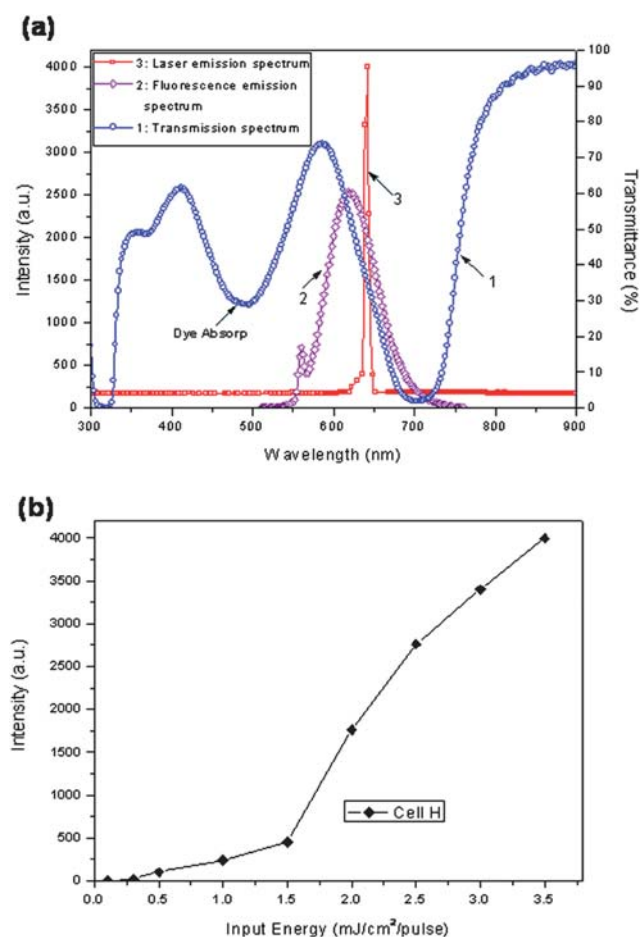 (a)
3: Laser emission spectrum
2: Fluorescence emission
spectrum
1: Transmission spectrum
4000
3500
3000
2500
2000
1500
1000
500
0
Intensity (a.u.)
100
90
80
70
60
50
40
30
20
10
0
Transmittance (%)
3
2
1
Dye Absorp
300 400 500 600 700 800 900
Wavelength (nm)
(b)
4000
3500
3000
2500
2000
1500
1000
500
0
Intensity (a.u.)
Cell H
0.0 0.5 1.0 1.5 2.0 2.5 3.0 3.5
Input Energy (mJ/cm²/pulse)